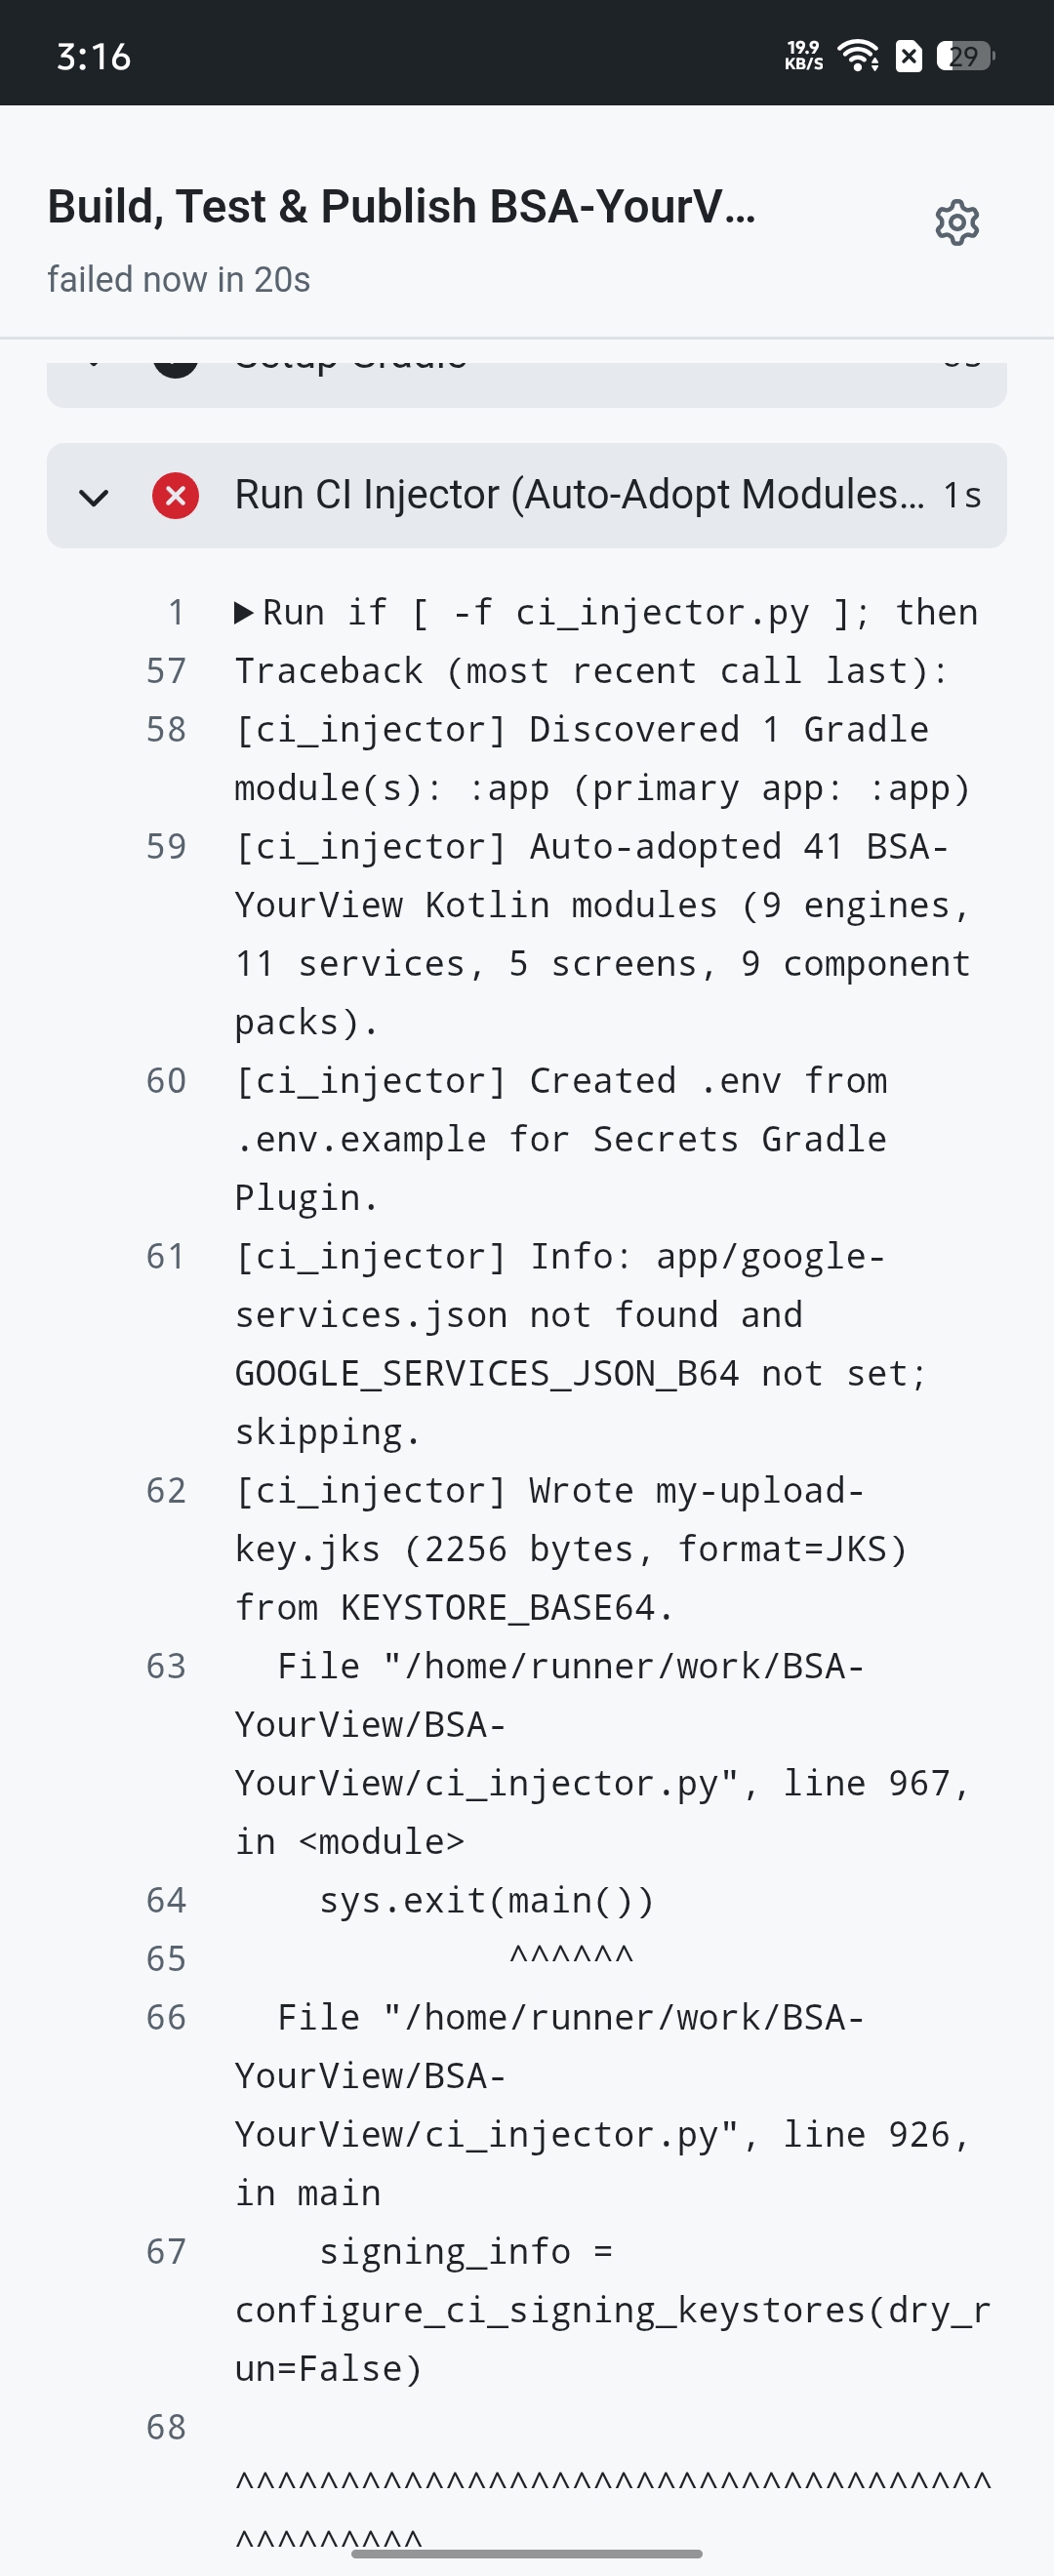 3:16
19.9
KB/S
29
Build, Test & Publish BSA-YourV...
failed now in 20s
Setup Gradle
Run CI Injector (Auto-Adopt Modules... 1s
1 ▶Run if [ -f ci_injector.py ]; then
57 Traceback (most recent call last):
58 [ci_injector] Discovered 1 Gradle
module(s): :app (primary app: :app)
59 [ci_injector] Auto-adopted 41 BSA-
YourView Kotlin modules (9 engines,
11 services, 5 screens, 9 component
packs).
60 [ci_injector] Created .env from
.env.example for Secrets Gradle
Plugin.
61 [ci_injector] Info: app/google-
services.json not found and
GOOGLE_SERVICES_JSON_B64 not set;
skipping.
62 [ci_injector] Wrote my-upload-
key.jks (2256 bytes, format=JKS)
from KEYSTORE_BASE64.
63   File "/home/runner/work/BSA-
YourView/BSA-
YourView/ci_injector.py", line 967,
in <module>
64     sys.exit(main())
65              ^^^^^^
66   File "/home/runner/work/BSA-
YourView/BSA-
YourView/ci_injector.py", line 926,
in main
67     signing_info =
configure_ci_signing_keystores(dry_r
un=False)
68
^^^^^^^^^^^^^^^^^^^^^^^^^^^^^^^^^^^^
^^^^^^^^^